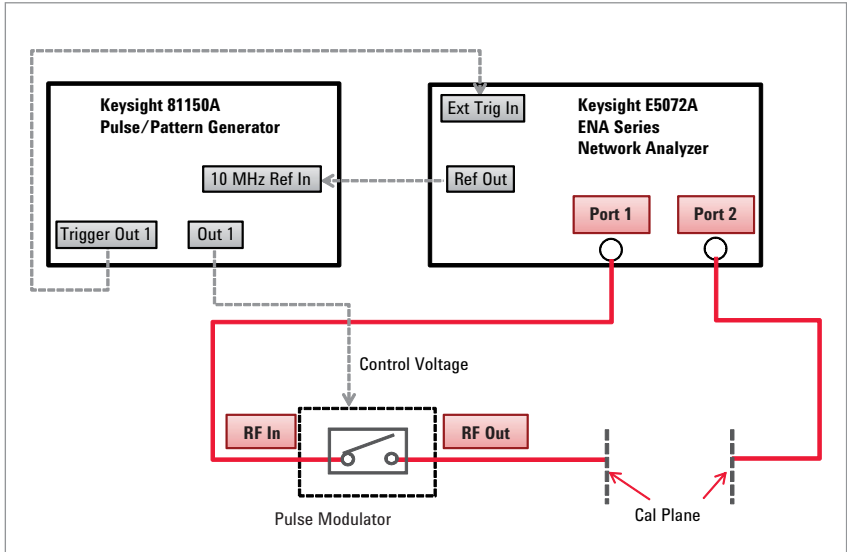 Keysight 81150A
Pulse/Pattern Generator
10 MHz Ref In
Trigger Out 1
Out 1
Ext Trig In
Keysight E5072A
ENA Series
Network Analyzer
Ref Out
Port 1
Port 2
Control Voltage
RF In
RF Out
Pulse Modulator
Cal Plane